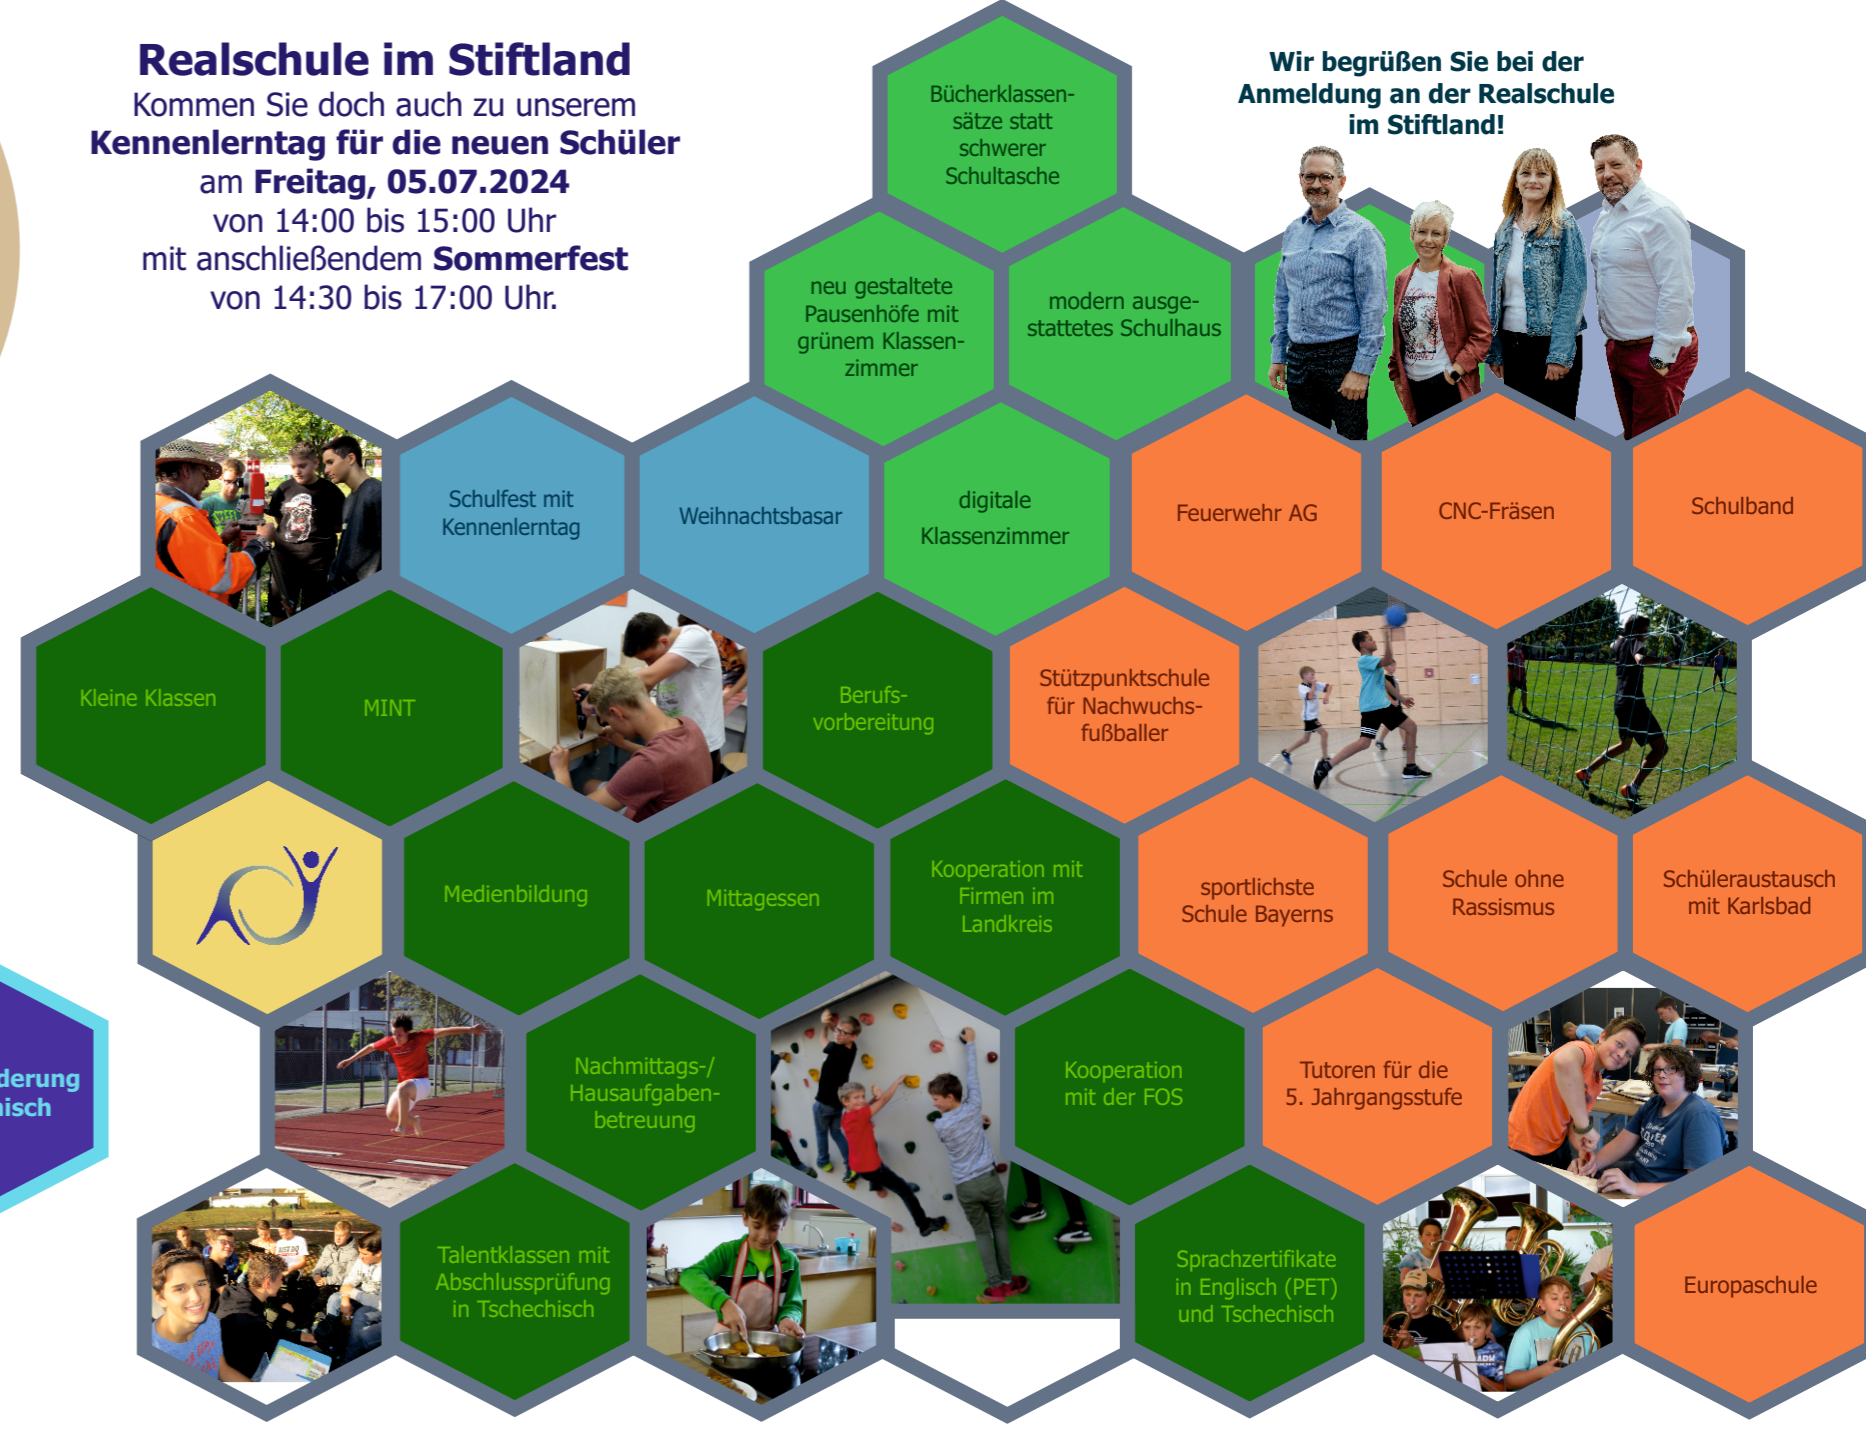 Realschule im Stiftland
Kommen Sie doch auch zu unserem
Kennenlerntag für die neuen Schüler
am Freitag, 05.07.2024
von 14:00 bis 15:00 Uhr
mit anschließendem Sommerfest
von 14:30 bis 17:00 Uhr.
Wir begrüßen Sie bei der
Anmeldung an der Realschule
im Stiftland!
Bücherklassen-
sätze statt
schwerer
Schultasche
neu gestaltete
Pausenhöfe mit
grünem Klassen-
zimmer
modern ausge-
stattetes Schulhaus
Schulfest mit
Kennenlerntag
Weihnachtsbasar
digitale
Klassenzimmer
Feuerwehr AG
CNC-Fräsen
Schulband
Kleine Klassen
MINT
Berufs-
vorbereitung
Stützpunktschule
für Nachwuchs-
fußballer
Medienbildung
Mittagessen
Kooperation mit
Firmen im
Landkreis
sportlichste
Schule Bayerns
Schule ohne
Rassismus
Schüleraustausch
mit Karlsbad
derung
isch
Nachmittags-/
Hausaufgaben-
betreuung
Kooperation
mit der FOS
Tutoren für die
5. Jahrgangsstufe
Talentklassen mit
Abschlussprüfung
in Tschechisch
Sprachzertifikate
in Englisch (PET)
und Tschechisch
Europaschule